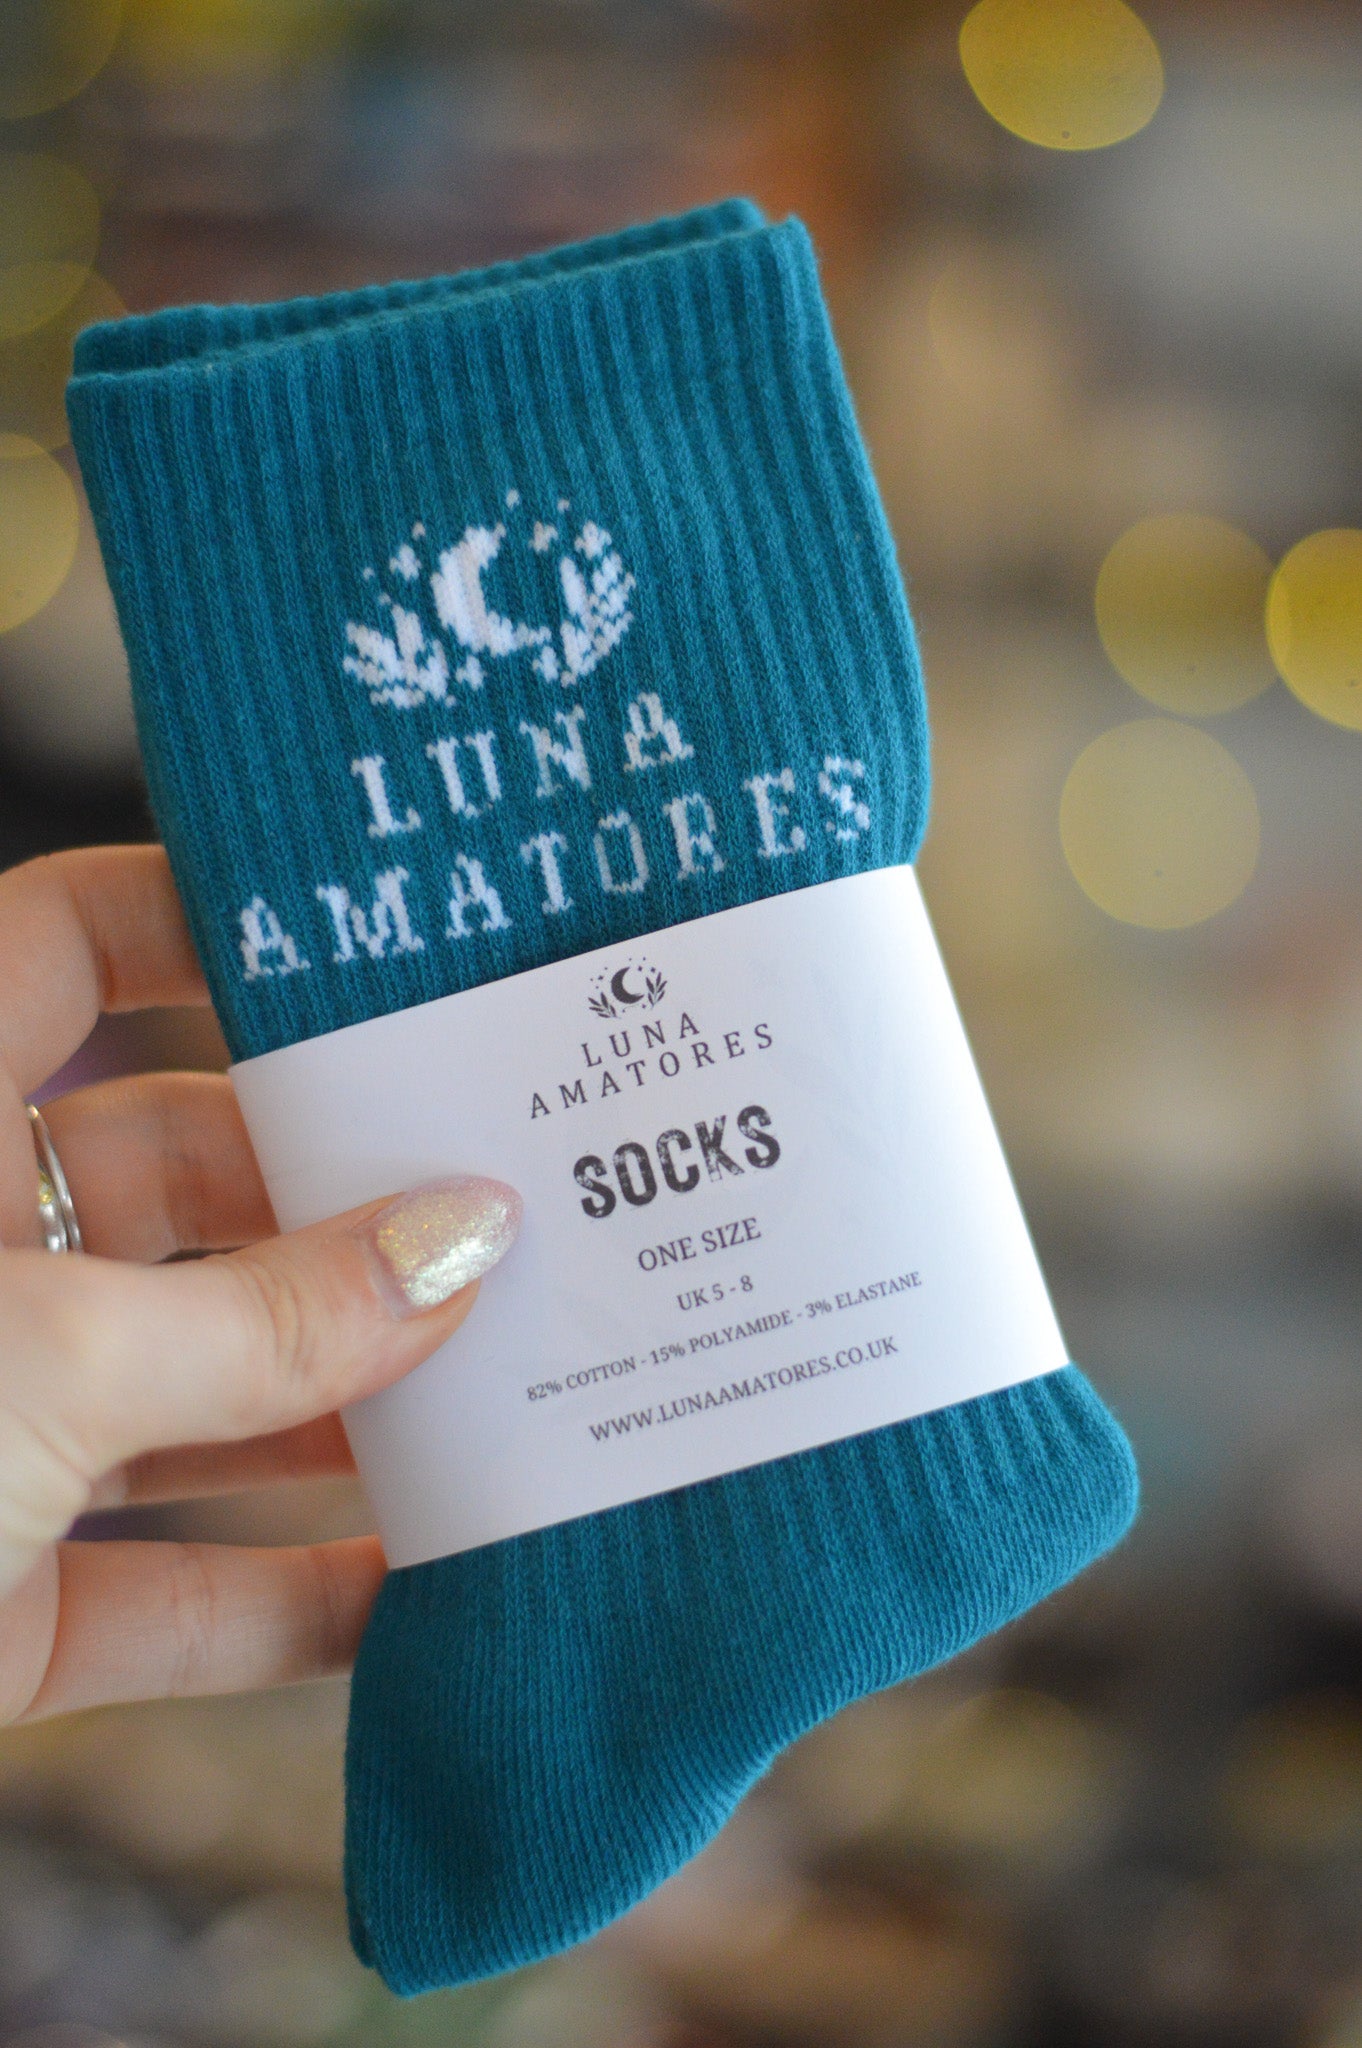 LUNA
AMATORES
LUNA
AMATORES
SOCKS
ONE SIZE
UK 5 - 8
82% COTTON - 15% POLYAMIDE - 3% ELASTANE
WWW.LUNAAMATORES.CO.UK